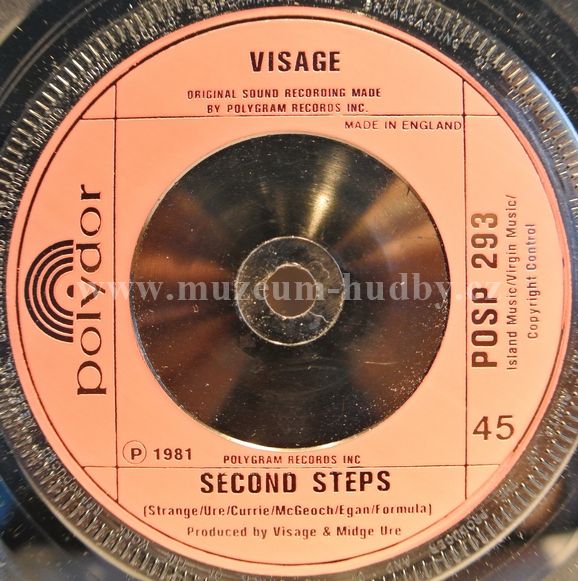 VISAGE
ORIGINAL SOUND RECORDING MADE
BY POLYGRAM RECORDS INC.
MADE IN ENGLAND
polydor
POSP 293
Island Music/Virgin Music/
Copyright Control
45
www.muzeum-hudby.cz
℗ 1981
POLYGRAM RECORDS INC
SECOND STEPS
(Strange/Ure/Currie/McGeoch/Egan/Formula)
Produced by Visage & Midge Ure